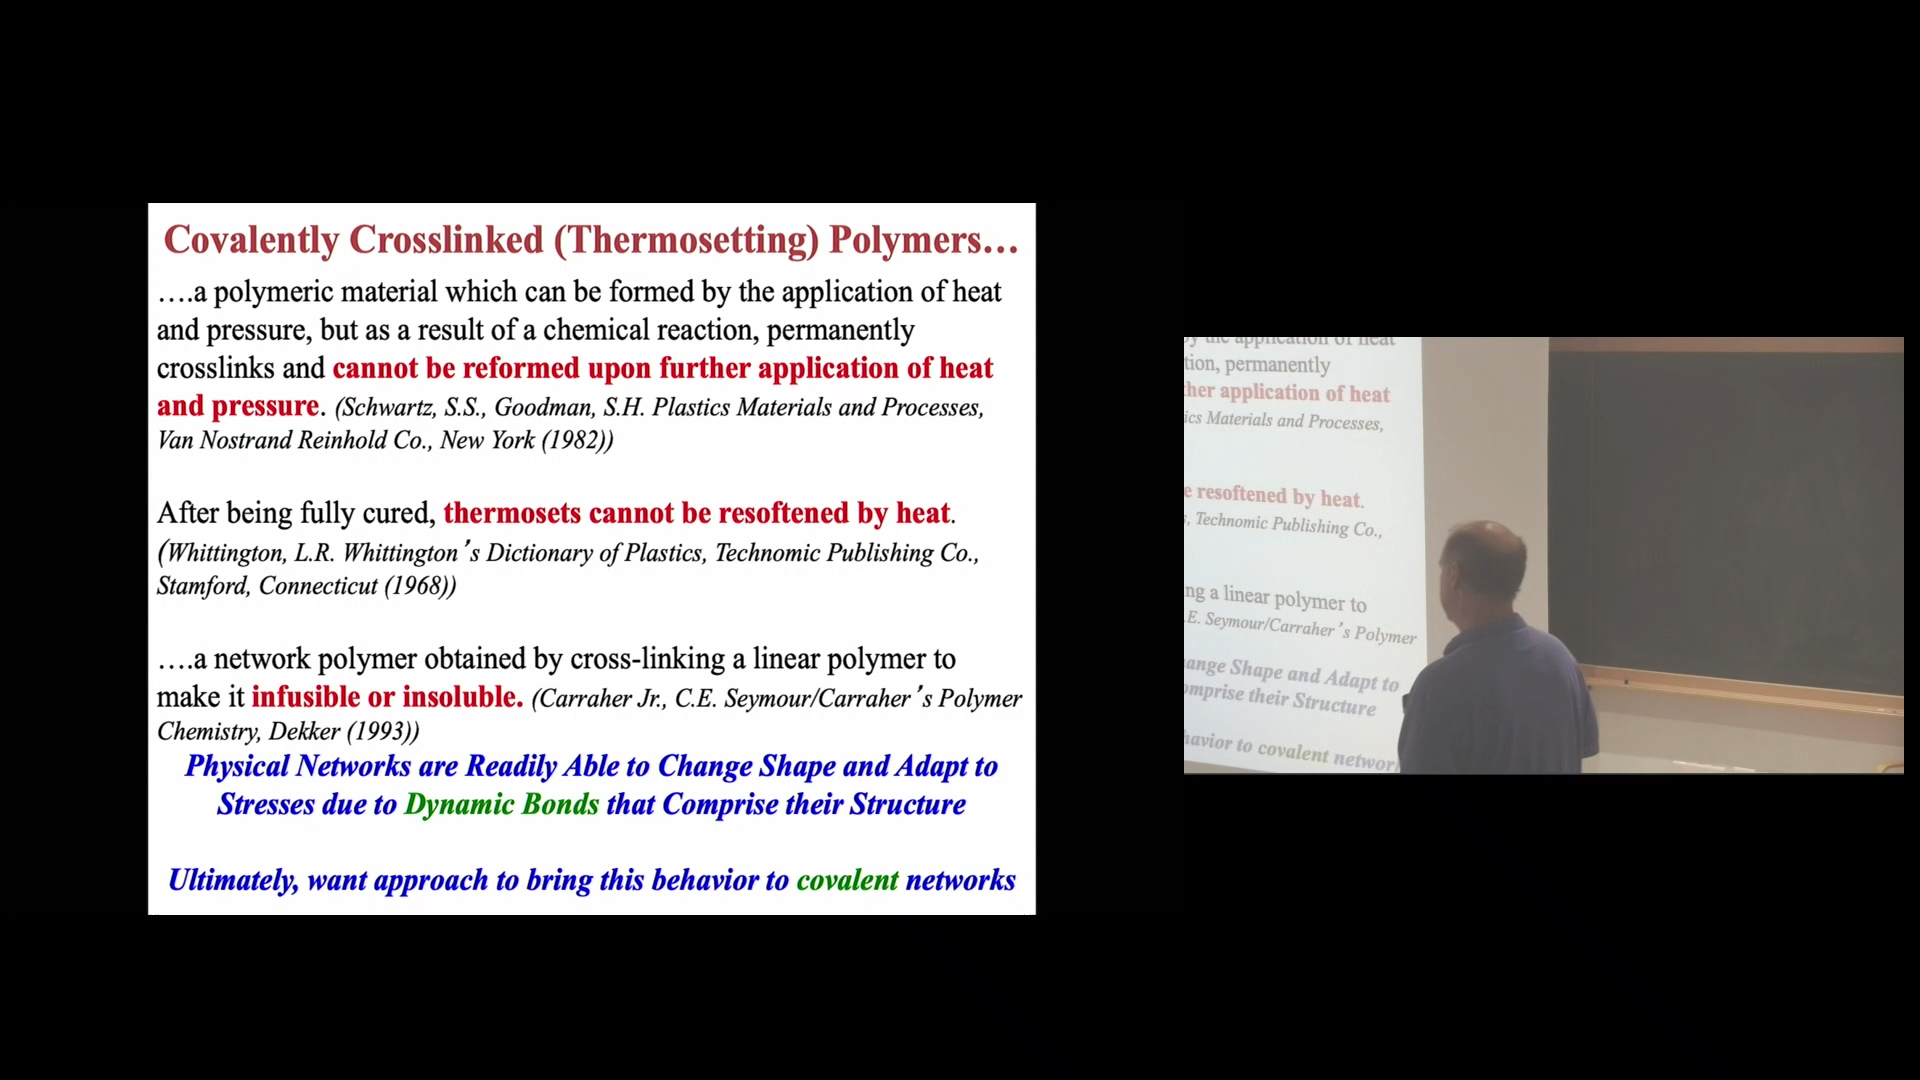 Covalently Crosslinked (Thermosetting) Polymers…
….a polymeric material which can be formed by the application of heat
and pressure, but as a result of a chemical reaction, permanently
crosslinks and cannot be reformed upon further application of heat
and pressure. (Schwartz, S.S., Goodman, S.H. Plastics Materials and Processes,
Van Nostrand Reinhold Co., New York (1982))
After being fully cured, thermosets cannot be resoftened by heat.
(Whittington, L.R. Whittington's Dictionary of Plastics, Technomic Publishing Co.,
Stamford, Connecticut (1968))
….a network polymer obtained by cross-linking a linear polymer to
make it infusible or insoluble. (Carraher Jr., C.E. Seymour/Carraher's Polymer
Chemistry, Dekker (1993))
Physical Networks are Readily Able to Change Shape and Adapt to
Stresses due to Dynamic Bonds that Comprise their Structure
Ultimately, want approach to bring this behavior to covalent networks
by the application of heat
tion, permanently
her application of heat
ics Materials and Processes,
e resoftened by heat.
s, Technomic Publishing Co.,
ng a linear polymer to
.E. Seymour/Carraher's Polymer
ange Shape and Adapt to
omprise their Structure
havior to covalent networ